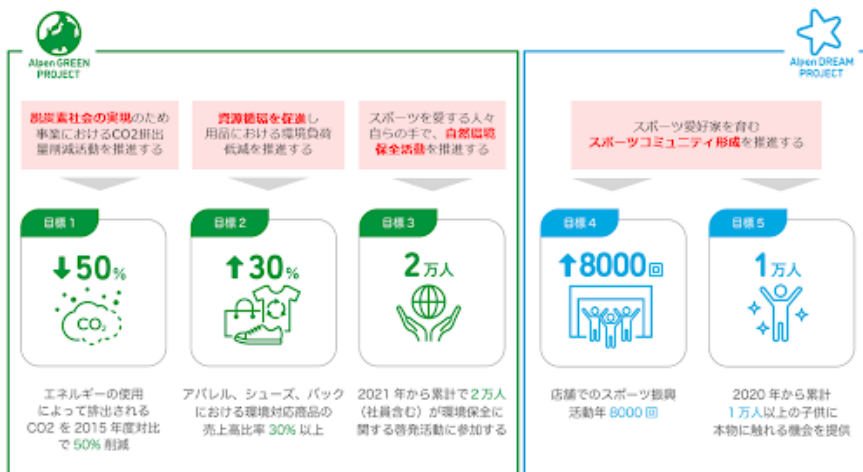 Alpen GREEN
PROJECT
Alpen DREAM
PROJECT
脱炭素社会の実現のため
事業におけるCO2排出
量削減活動を推進する
資源循環を促進し
用品における環境負荷
低減を推進する
スポーツを愛する人々
自らの手で、自然環境
保全活動を推進する
スポーツ愛好家を育む
スポーツコミュニティ形成を推進する
目標1
↓50%
CO₂
エネルギーの使用
によって排出される
CO2 を 2015 年度対比
で 50% 削減
目標2
↑30%
アパレル、シューズ、バック
における環境対応商品の
売上高比率 30% 以上
目標3
2万人
2021 年から累計で 2万人
（社員含む）が環境保全に
関する啓発活動に参加する
目標4
↑8000回
店舗でのスポーツ振興
活動年 8000 回
目標5
1万人
2020 年から累計
1万人以上の子供に
本物に触れる機会を提供